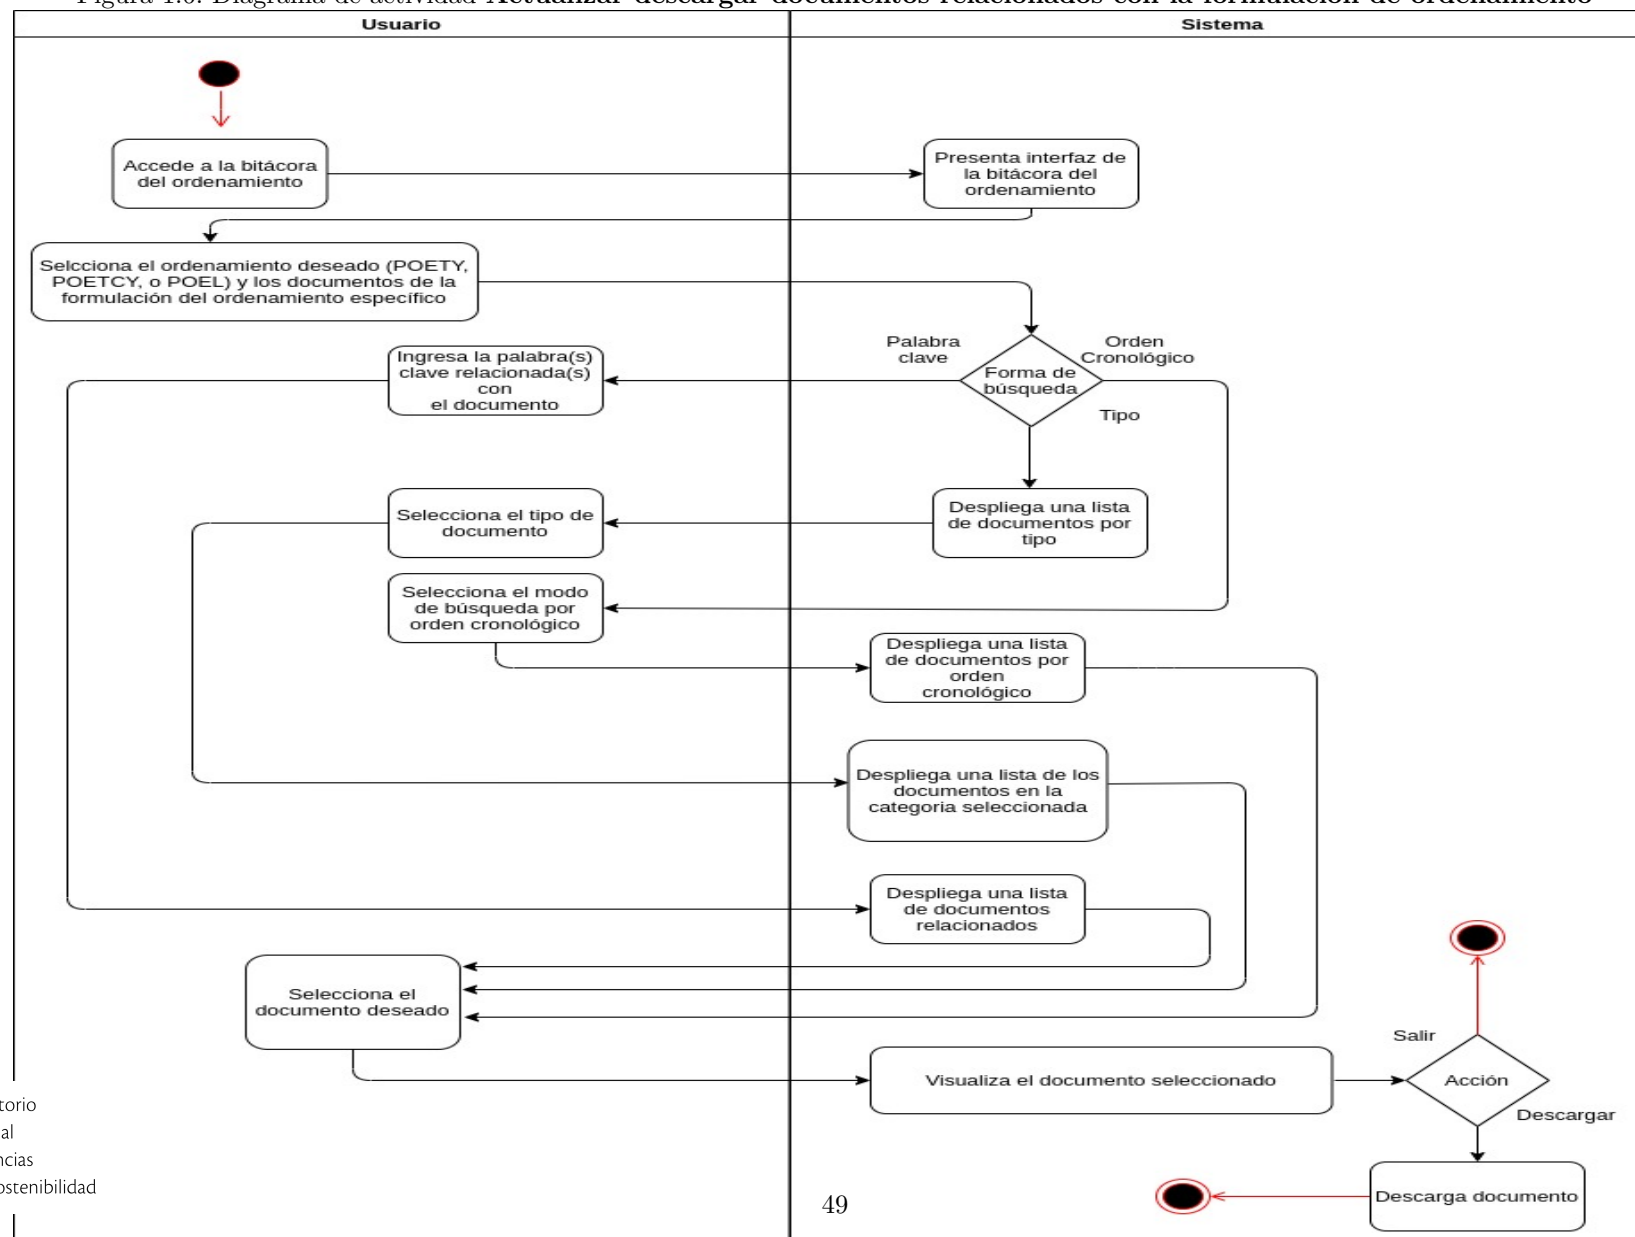 Usuario
Sistema
Accede a la bitácora
del ordenamiento
Presenta interfaz de
la bitácora del
ordenamiento
Selcciona el ordenamiento deseado (POETY,
POETCY, o POEL) y los documentos de la
formulación del ordenamiento específico
Palabra
clave
Orden
Cronológico
Forma de
búsqueda
Tipo
Ingresa la palabra(s)
clave relacionada(s)
con
el documento
Selecciona el tipo de
documento
Despliega una lista
de documentos por
tipo
Selecciona el modo
de búsqueda por
orden cronológico
Despliega una lista
de documentos por
orden
cronológico
Despliega una lista de los
documentos en la
categoria seleccionada
Despliega una lista
de documentos
relacionados
Selecciona el
documento deseado
Visualiza el documento seleccionado
Salir
Acción
Descargar
Descarga documento
torio
al
ncias
ostenibilidad
49